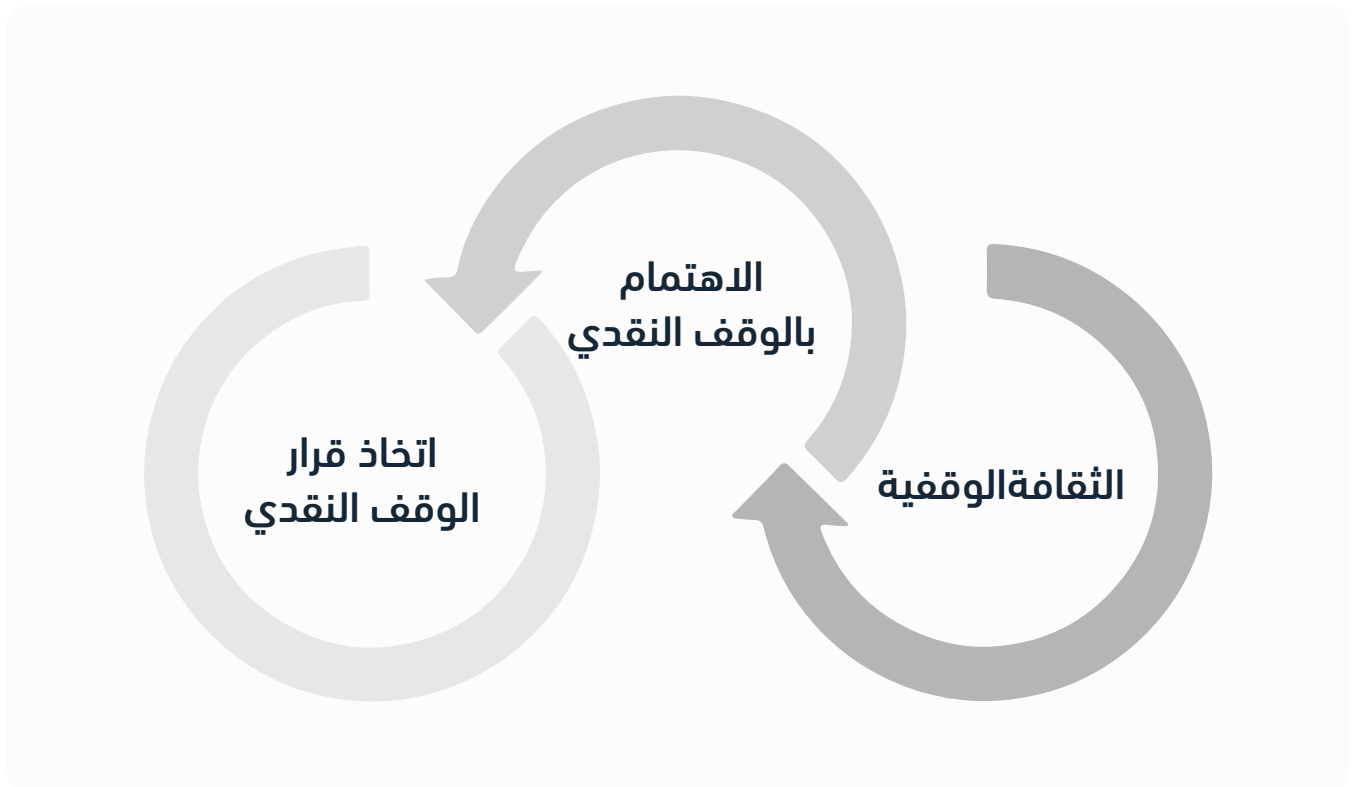 الثقافةالوقفية
الاهتمام
بالوقف النقدي
اتخاذ قرار
الوقف النقدي